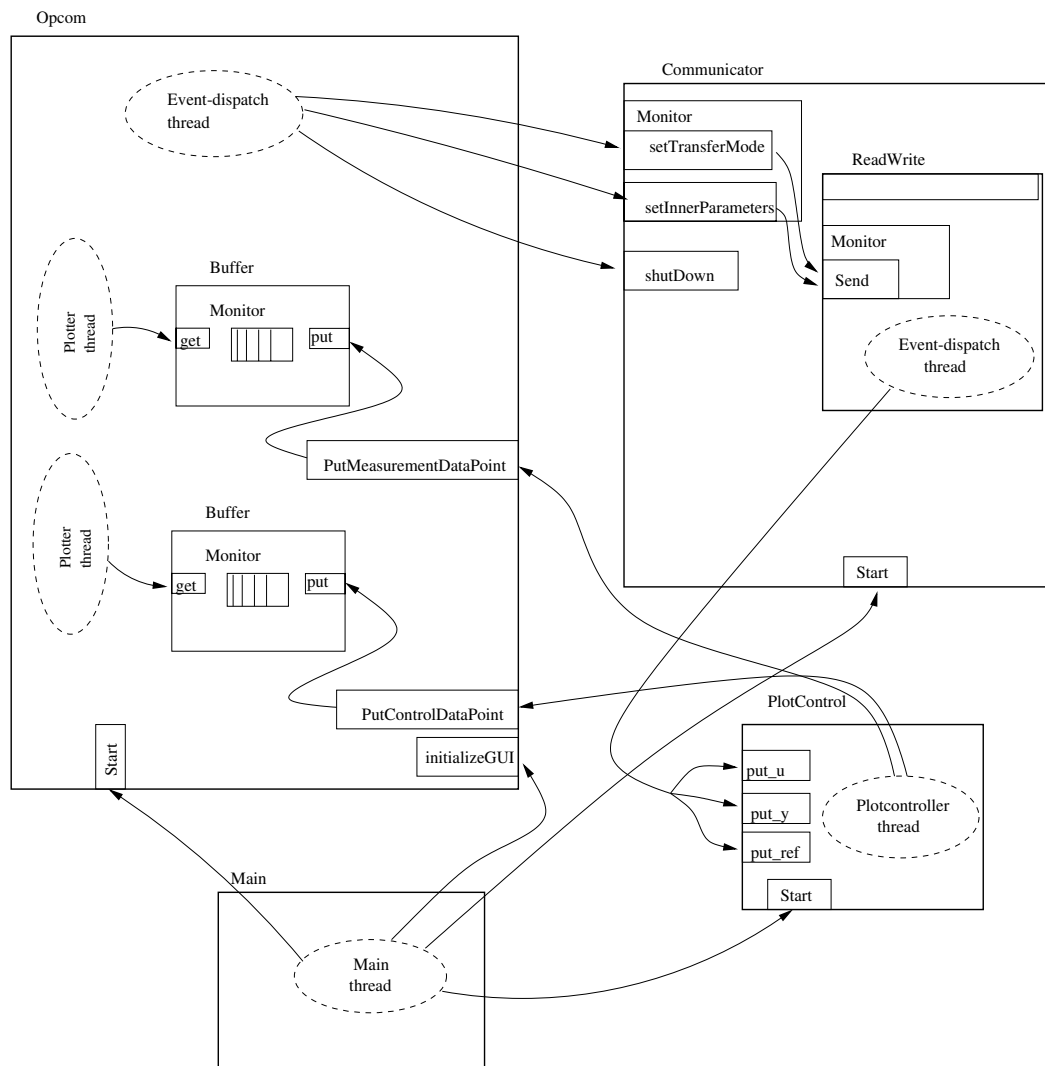 Opcom
Event-dispatch
thread
Plotter
thread
Buffer
Monitor
get
put
PutMeasurementDataPoint
Plotter
thread
Buffer
Monitor
get
put
PutControlDataPoint
initializeGUI
Start
Communicator
Monitor
setTransferMode
setInnerParameters
shutDown
ReadWrite
Monitor
Send
Event-dispatch
thread
Start
PlotControl
put_u
put_y
put_ref
Plotcontroller
thread
Start
Main
Main
thread